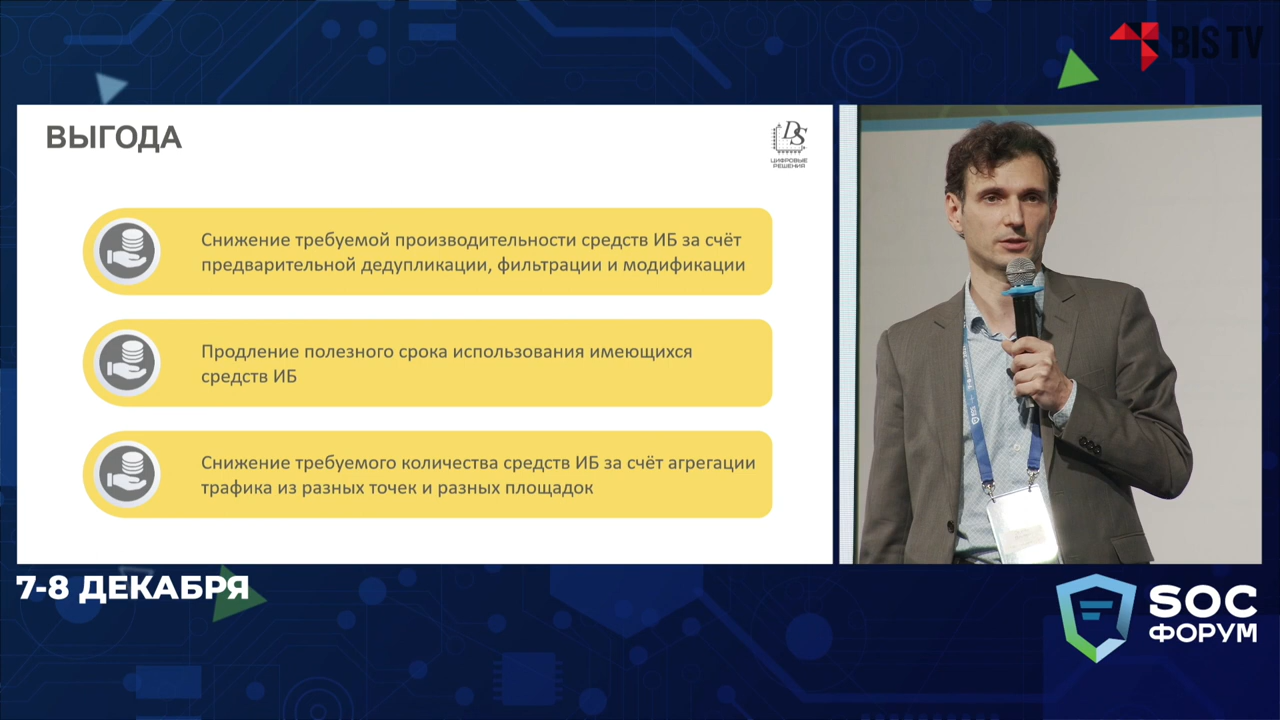 BIS TV
ВЫГОДА
DS
ЦИФРОВЫЕ
РЕШЕНИЯ
Снижение требуемой производительности средств ИБ за счёт
предварительной дедупликации, фильтрации и модификации
Продление полезного срока использования имеющихся
средств ИБ
Снижение требуемого количества средств ИБ за счёт агрегации
трафика из разных точек и разных площадок
7-8 ДЕКАБРЯ
SOC
ФОРУМ